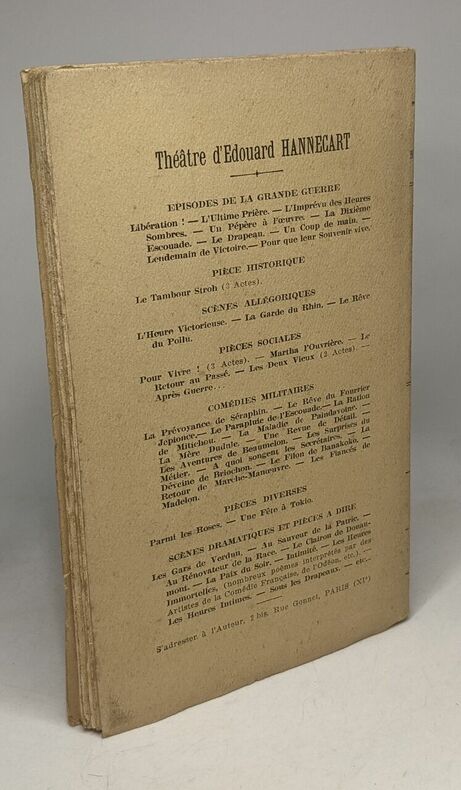 Théâtre d'Edouard HANNECART
EPISODES DE LA GRANDE GUERRE
Libération ! — L'Ultime Prière. — L'Imprévu des Heures
Sombres. — Un Pépère à l'œuvre. — La Dixième
Escouade. — Le Drapeau. — Un Coup de main. —
Lendemain de Victoire. — Pour que leur Souvenir vive.
PIÈCE HISTORIQUE
Le Tambour Stroh (3 Actes).
SCÈNES ALLÉGORIQUES
L'Heure Victorieuse. — La Garde du Rhin. — Le Rêve
du Poilu.
PIÈCES SOCIALES
Pour Vivre ! (3 Actes). — Martha l'Ouvrière. — Le
Retour au Passé. — Les Deux Vieux (2 Actes). —
Après Guerre...
COMÉDIES MILITAIRES
La Prévoyance de Séraphin. — Le Rêve du Fourrier
Jépionce. — Le Parapluie de l'Escouade. — La Ration
de Mitichou. — La Maladie de Paindavoine. —
La Mère Dudule. — Une Revue de Détail. —
Les Aventures de Beaumelon. — Les Surprises du
Métier. — A quoi songent les Secrétaires. — La
Déveine de Briochon. — Le Filon de Banakoko. —
Retour de Marche-Manœuvre. — Les Fiancés de
Madelon.
PIÈCES DIVERSES
Parmi les Roses. — Une Fête à Tokio.
SCÈNES DRAMATIQUES ET PIÈCES A DIRE
Les Gars de Verdun. — Au Sauveur de la Patrie. —
Au Rénovateur de la Race. — Le Clairon de Douau-
mont. — La Paix du Soir. — Intimité. — Les Heures
Immortelles, (nombreux poèmes interprétés par des
Artistes de la Comédie Française, de l'Odéon, etc.). —
Les Heures Intimes. — Sous les Drapeaux. — etc..
S'adresser à l'Auteur, 2 bis, Rue Gonnet, PARIS (XIᵉ)